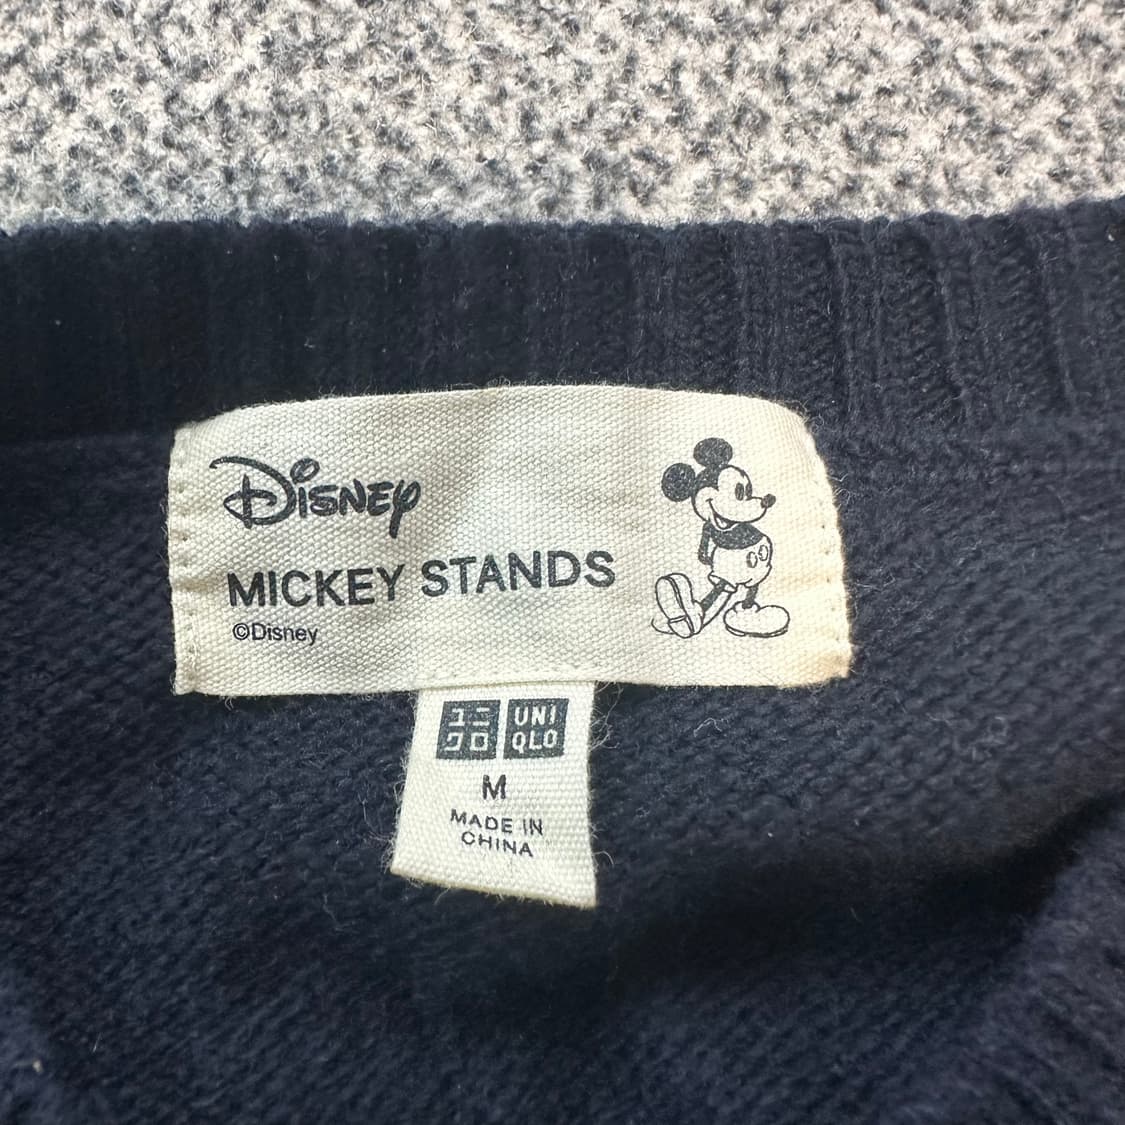 Disney
MICKEY STANDS
©Disney
ユニ UNI
クロ QLO
M
MADE IN
CHINA